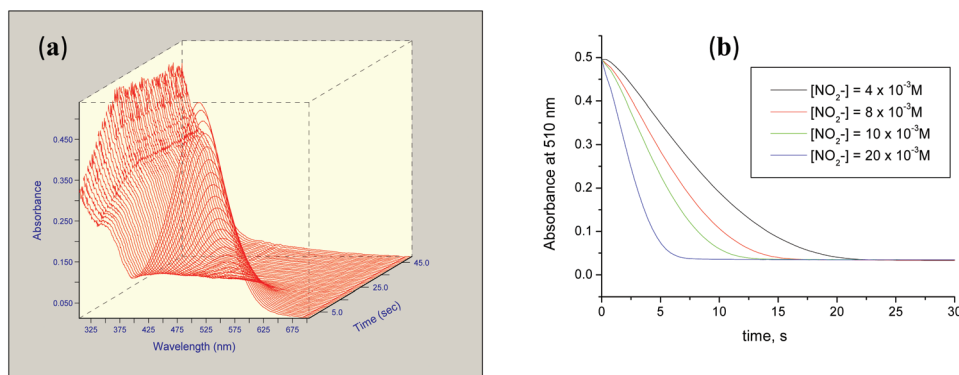 (a)
Absorbance
0.450
0.350
0.250
0.150
0.050
325 375 425 475 525 575 625 675
Wavelength (nm)
5.0
25.0
45.0
Time (sec)
(b)
Absorbance at 510 nm
0.5
0.4
0.3
0.2
0.1
0.0
[NO₂-] = 4 x 10⁻³M
[NO₂-] = 8 x 10⁻³M
[NO₂-] = 10 x 10⁻³M
[NO₂-] = 20 x 10⁻³M
0 5 10 15 20 25 30
time, s